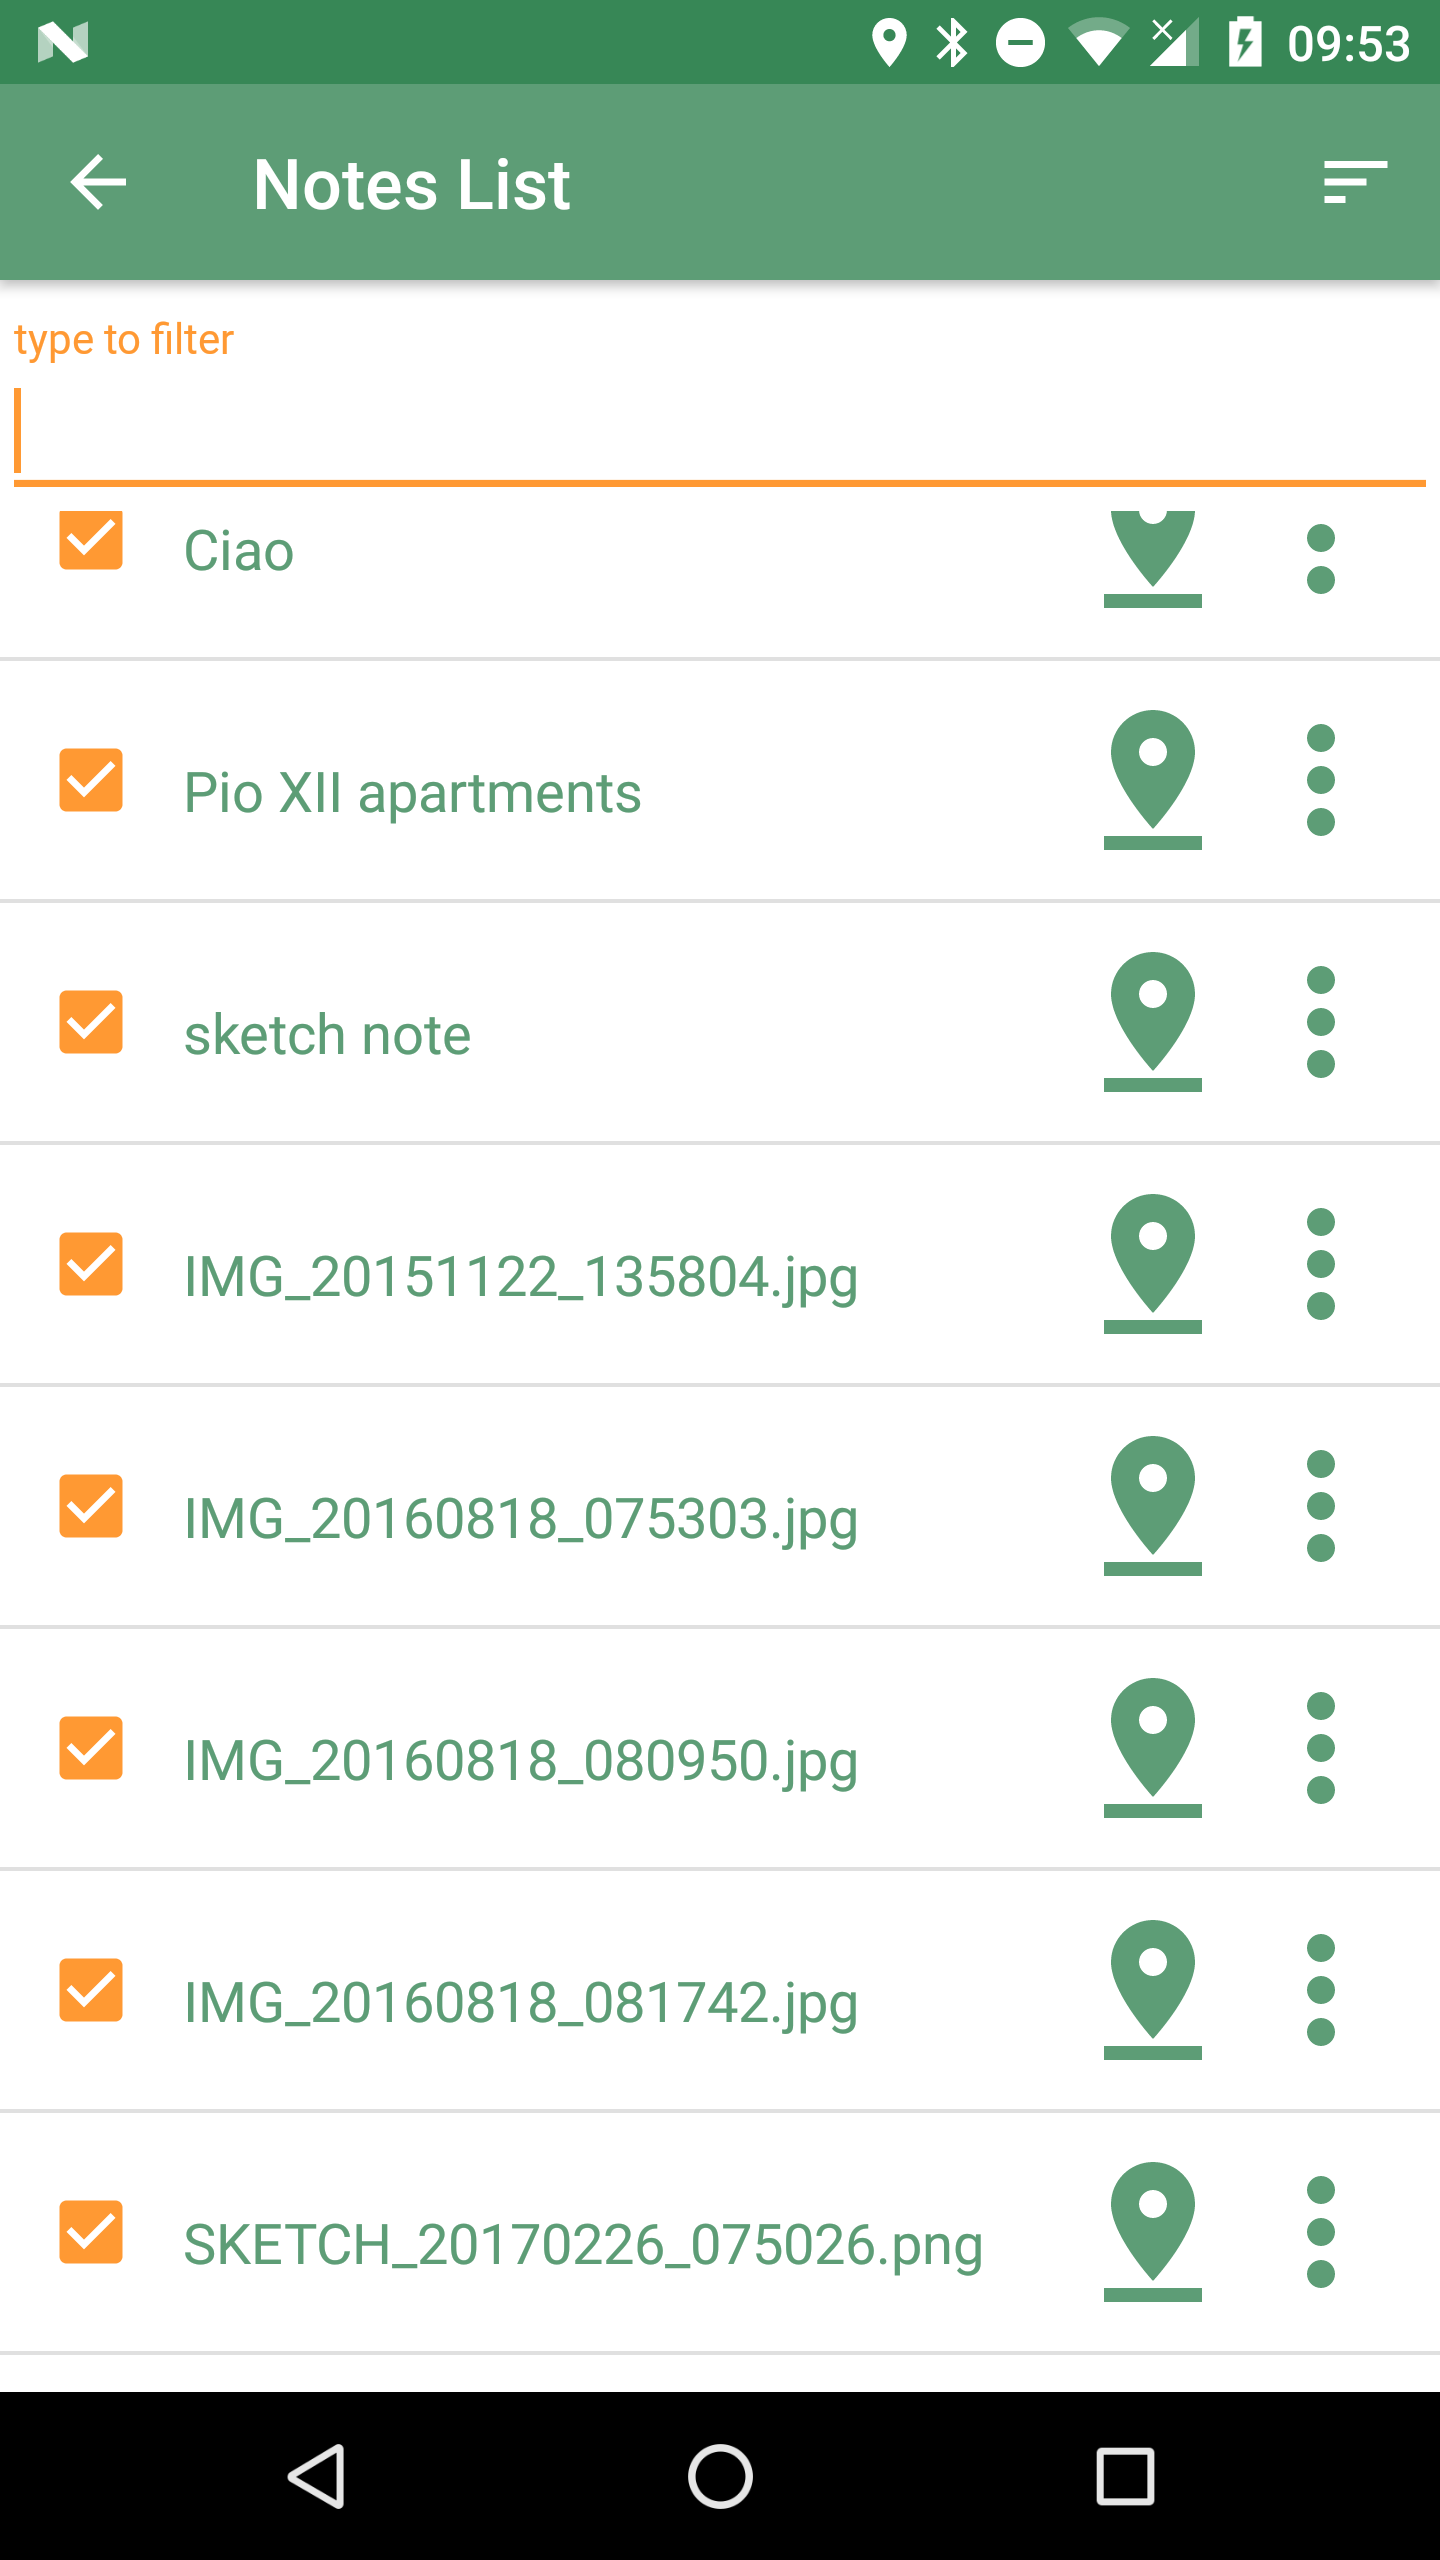 09:53
Notes List
type to filter
Ciao
Pio XII apartments
sketch note
IMG_20151122_135804.jpg
IMG_20160818_075303.jpg
IMG_20160818_080950.jpg
IMG_20160818_081742.jpg
SKETCH_20170226_075026.png